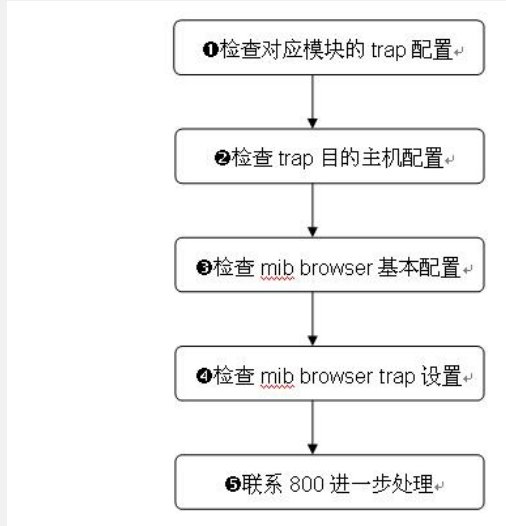 ❶检查对应模块的 trap 配置↵
❷检查 trap 目的主机配置↵
❸检查 mib browser 基本配置↵
❹检查 mib browser trap 设置↵
❺联系 800 进一步处理↵